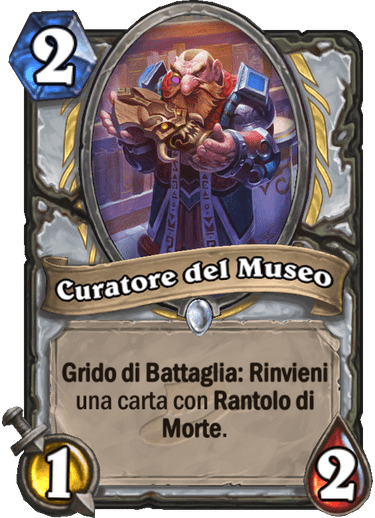 2
Curatore del Museo
Grido di Battaglia: Rinvieni
una carta con Rantolo di
Morte.
1
2